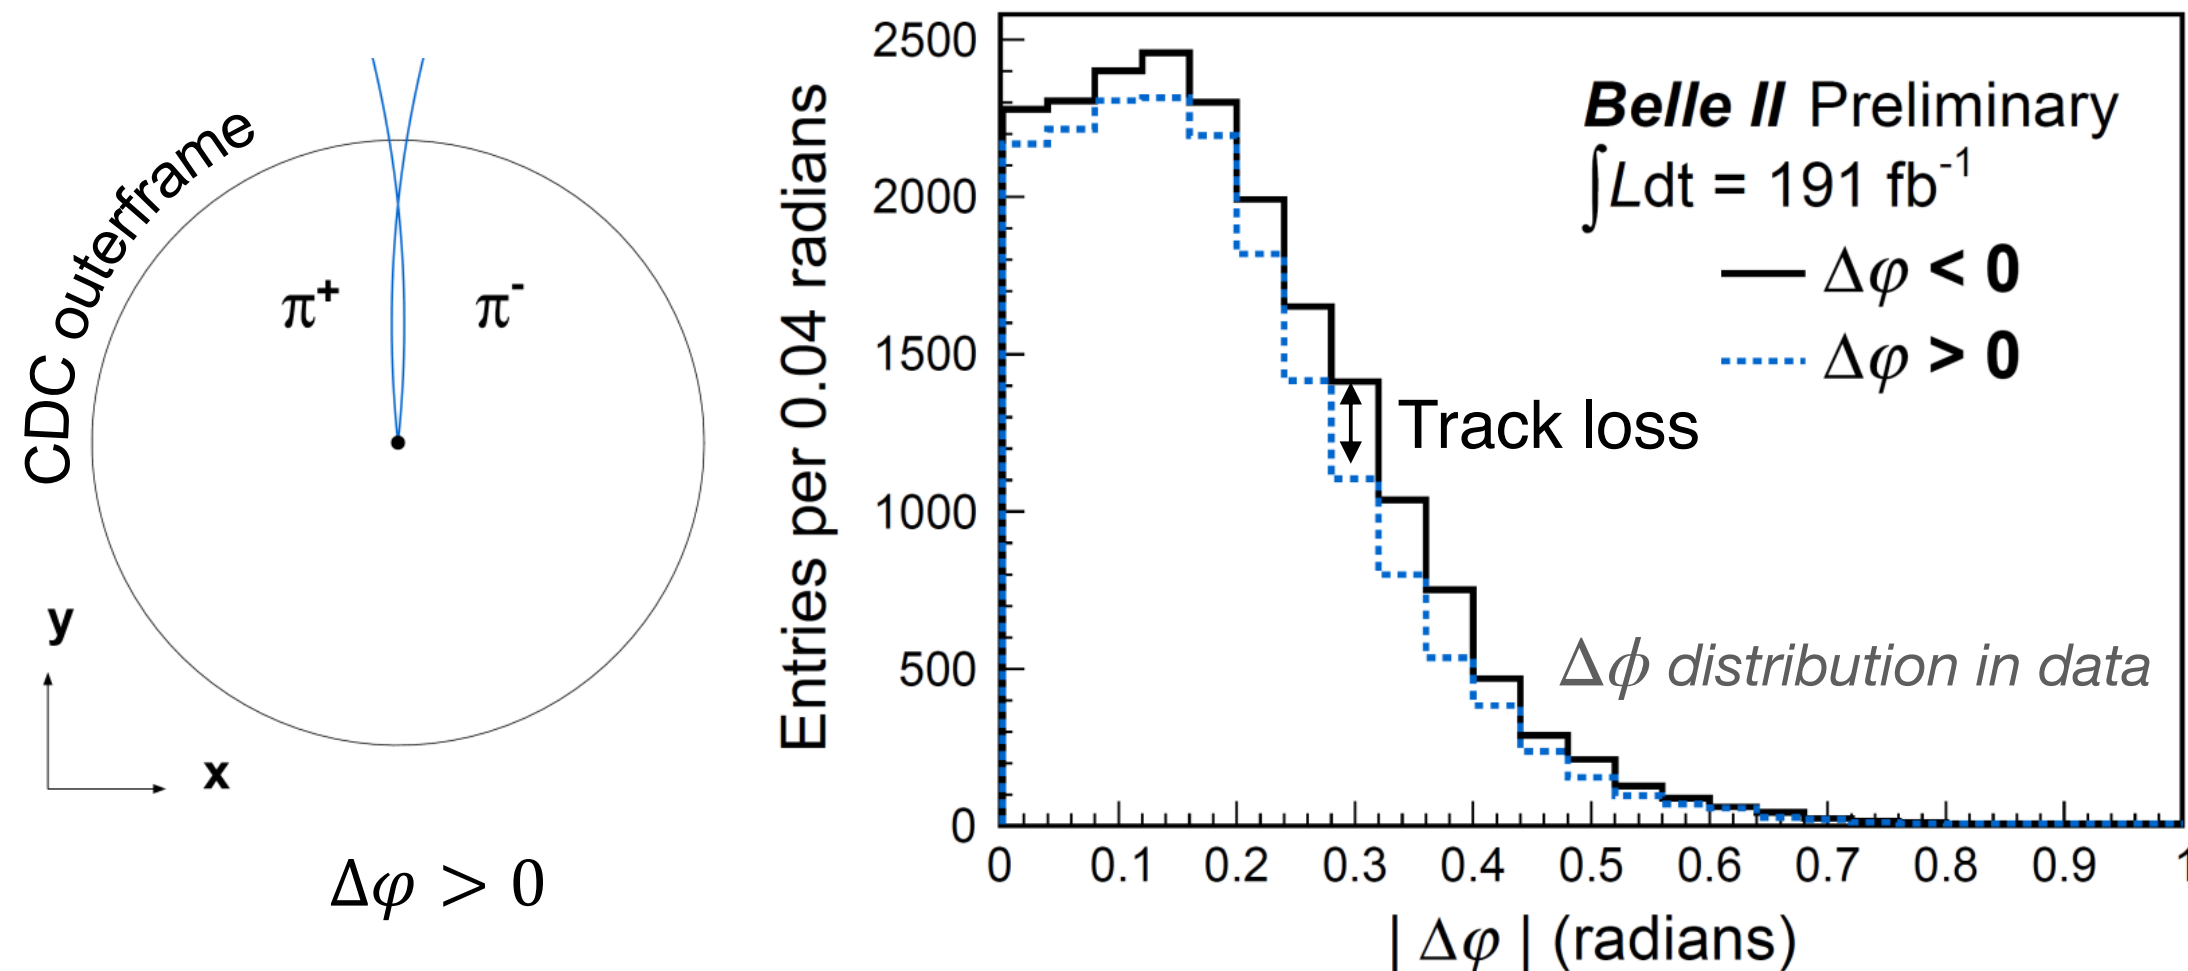 CDC outerframe
π+
π-
y
x
Δφ > 0
Entries per 0.04 radians
2500
2000
1500
1000
500
0
Belle II Preliminary
∫Ldt = 191 fb-1
Δφ < 0
Δφ > 0
Track loss
Δϕ distribution in data
0 0.1 0.2 0.3 0.4 0.5 0.6 0.7 0.8 0.9 1
| Δφ | (radians)